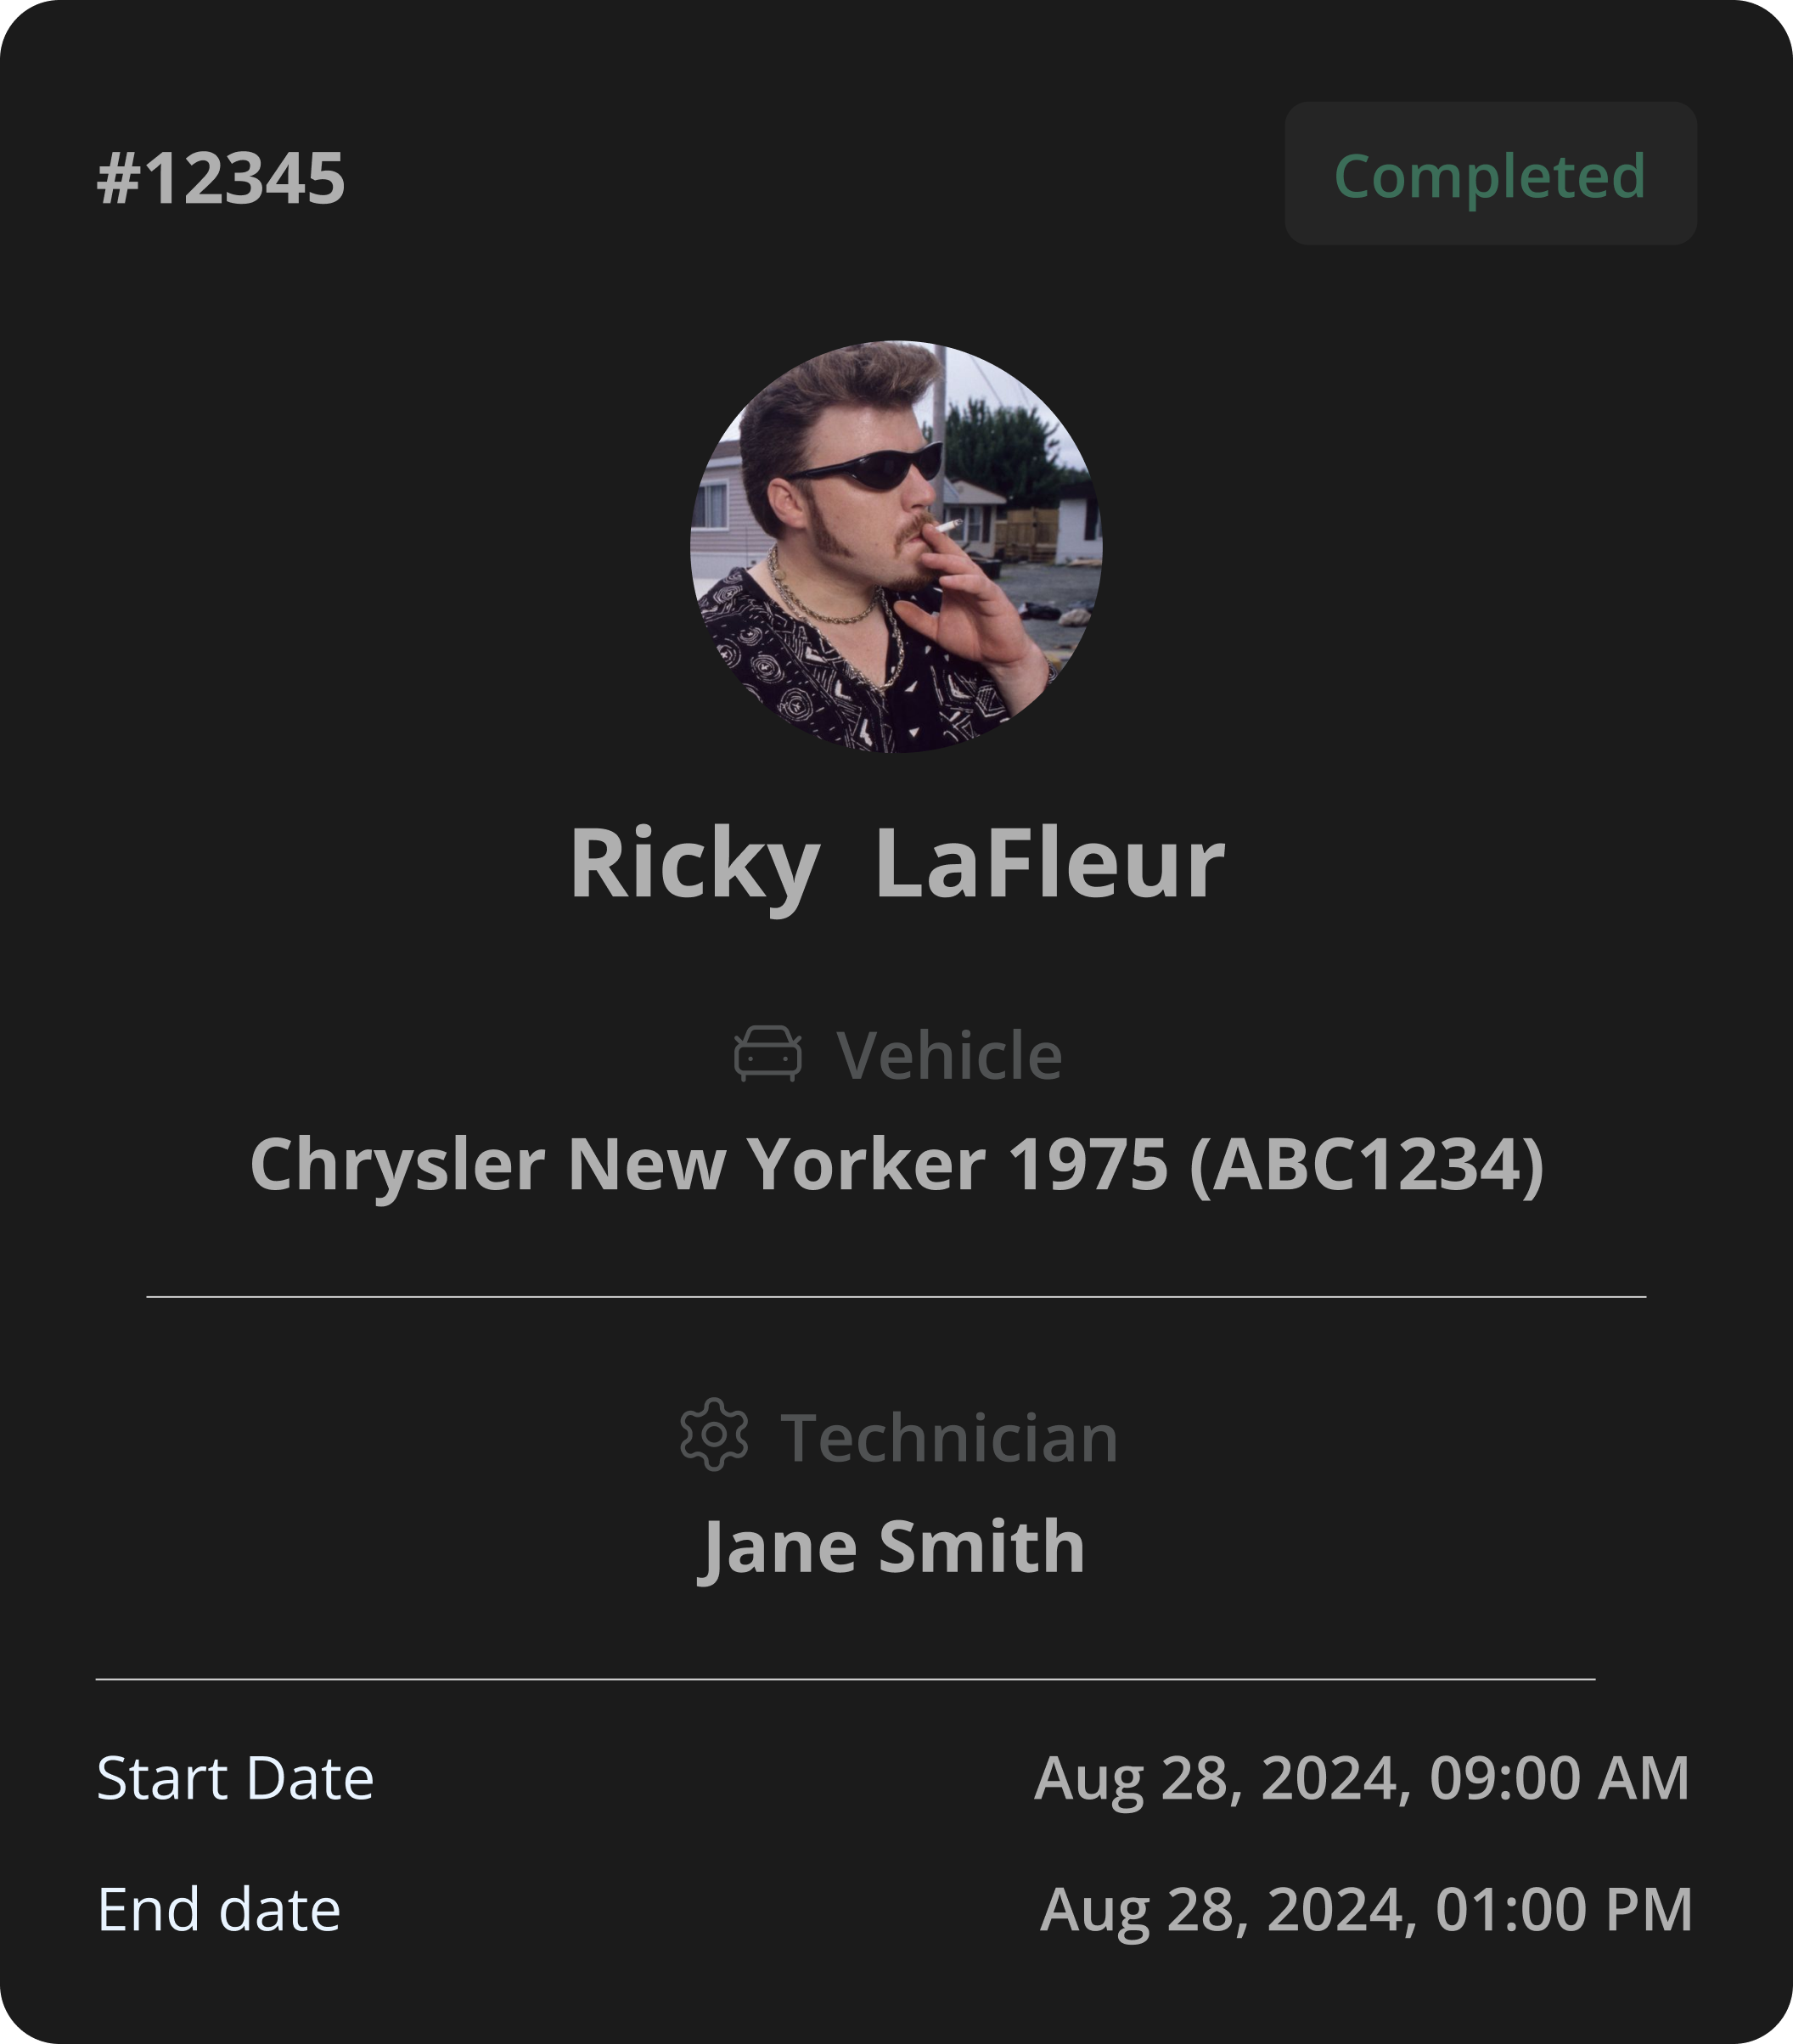 #12345
Completed
Ricky LaFleur
Vehicle
Chrysler New Yorker 1975 (ABC1234)
Technician
Jane Smith
Start Date
Aug 28, 2024, 09:00 AM
End date
Aug 28, 2024, 01:00 PM